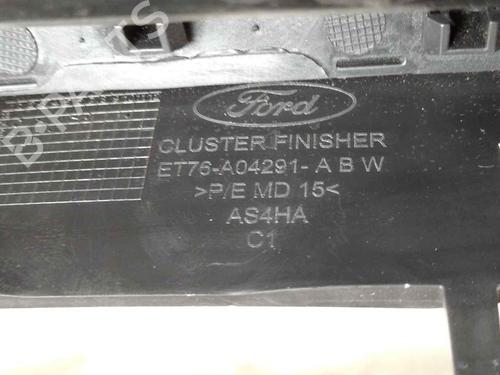 Ford
CLUSTER FINISHER
ET76-A04291- A B W
>P/E MD 15<
AS4HA
C1